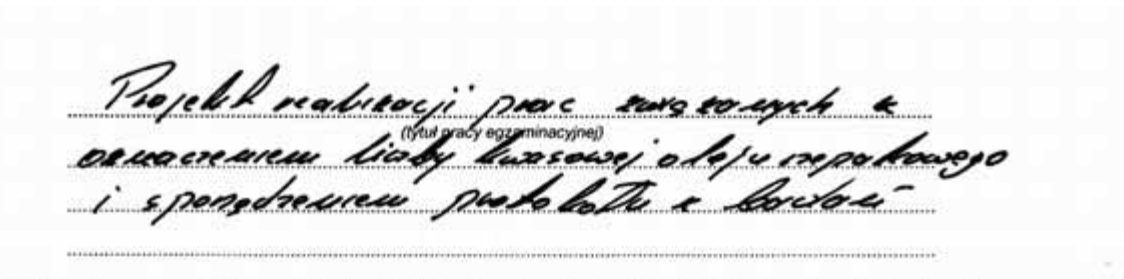 Projekt realizacji prac związanych z
(tytuł pracy egzaminacyjnej)
oznaczeniem liczby kwasowej oleju rzepakowego
i sporządzeniem protokołu z badań